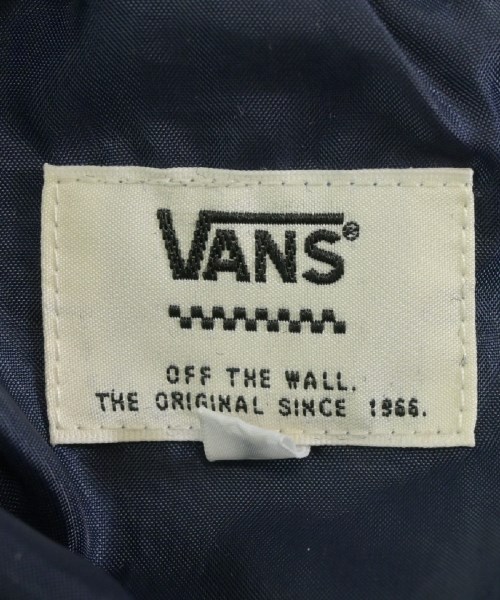 VANS®
OFF THE WALL.
THE ORIGINAL SINCE 1966.